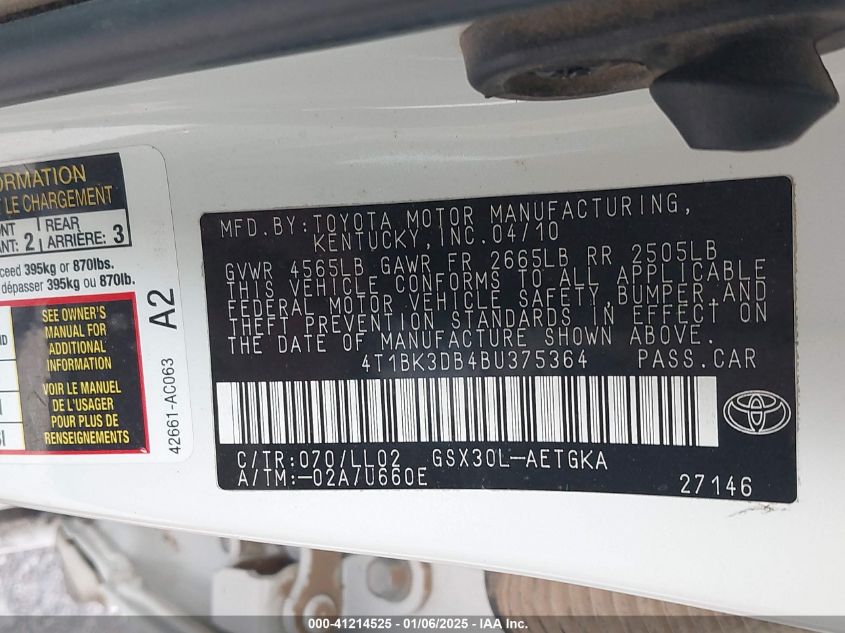 ORMATION
T LE CHARGEMENT
NT 2 REAR 3
ANT: ARRIÈRE:
ceed 395kg or 870lbs.
dépasser 395kg ou 870lb.
SEE OWNER'S
MANUAL FOR
ADDITIONAL
INFORMATION
VOIR LE MANUEL
DE L'USAGER
POUR PLUS DE
RENSEIGNEMENTS
A2
42661-AC063
MFD.BY:TOYOTA MOTOR MANUFACTURING,
KENTUCKY,INC.04/10
GVWR 4565LB GAWR FR 2665LB RR 2505LB
THIS VEHICLE CONFORMS TO ALL APPLICABLE
FEDERAL MOTOR VEHICLE SAFETY,BUMPER,AND
THEFT PREVENTION STANDARDS IN EFFECT ON
THE DATE OF MANUFACTURE SHOWN ABOVE.
4T1BK3DB4BU375364 PASS.CAR
C/TR:070/LL02 GSX30L-AETGKA
A/TM:-02A/U660E
27146
000-41214525 - 01/06/2025 - IAA Inc.